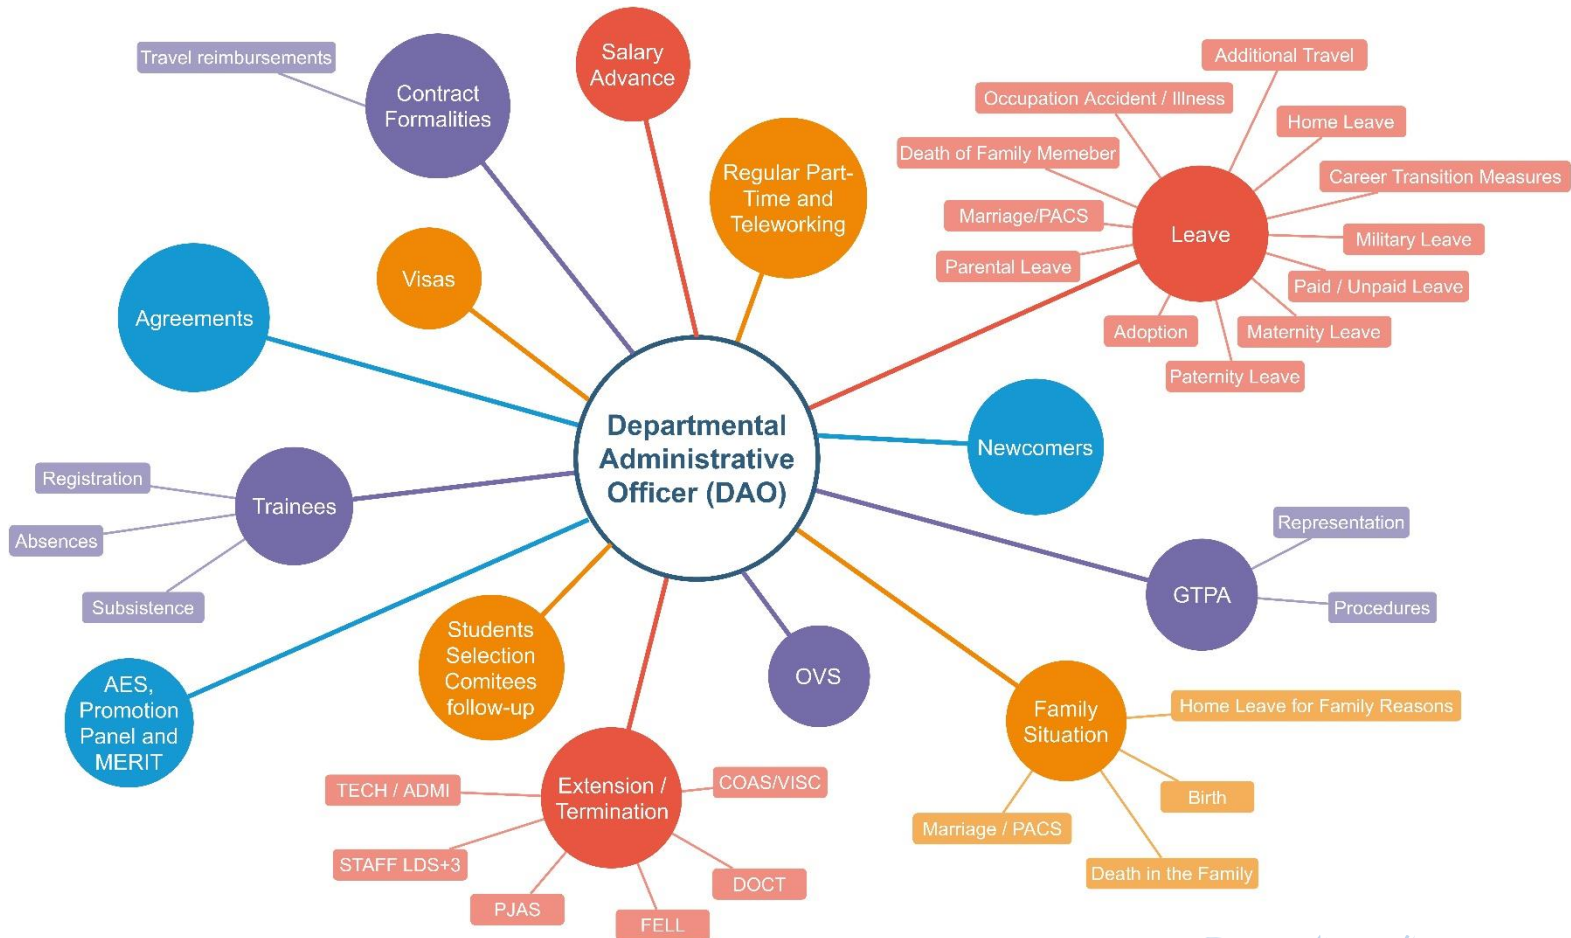 Travel reimbursements
Contract
Formalities
Salary
Advance
Regular Part-
Time and
Teleworking
Additional Travel
Occupation Accident / Illness
Home Leave
Death of Family Memeber
Career Transition Measures
Marriage/PACS
Leave
Military Leave
Parental Leave
Paid / Unpaid Leave
Adoption
Maternity Leave
Paternity Leave
Visas
Agreements
Departmental
Administrative
Officer (DAO)
Newcomers
Registration
Trainees
Absences
Subsistence
Representation
GTPA
Procedures
Students
Selection
Comitees
follow-up
OVS
AES,
Promotion
Panel and
MERIT
Family
Situation
Home Leave for Family Reasons
Birth
Marriage / PACS
Death in the Family
Extension /
Termination
TECH / ADMI
COAS/VISC
STAFF LDS+3
DOCT
PJAS
FELL